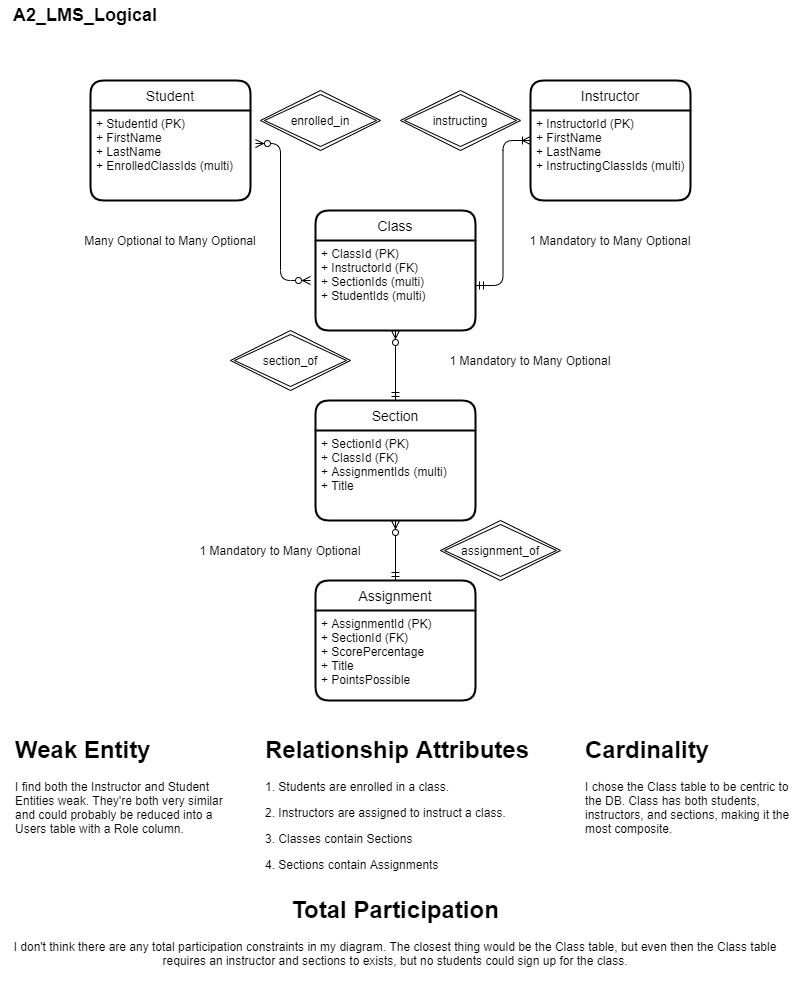 A2_LMS_Logical
Student
+ StudentId (PK)
+ FirstName
+ LastName
+ EnrolledClassIds (multi)
enrolled_in
instructing
Instructor
+ InstructorId (PK)
+ FirstName
+ LastName
+ InstructingClassIds (multi)
Many Optional to Many Optional
Class
+ ClassId (PK)
+ InstructorId (FK)
+ SectionIds (multi)
+ StudentIds (multi)
1 Mandatory to Many Optional
section_of
1 Mandatory to Many Optional
Section
+ SectionId (PK)
+ ClassId (FK)
+ AssignmentIds (multi)
+ Title
1 Mandatory to Many Optional
assignment_of
Assignment
+ AssignmentId (PK)
+ SectionId (FK)
+ ScorePercentage
+ Title
+ PointsPossible
Weak Entity
I find both the Instructor and Student
Entities weak. They're both very similar
and could probably be reduced into a
Users table with a Role column.
Relationship Attributes
1. Students are enrolled in a class.
2. Instructors are assigned to instruct a class.
3. Classes contain Sections
4. Sections contain Assignments
Cardinality
I chose the Class table to be centric to
the DB. Class has both students,
instructors, and sections, making it the
most composite.
Total Participation
I don't think there are any total participation constraints in my diagram. The closest thing would be the Class table, but even then the Class table
requires an instructor and sections to exists, but no students could sign up for the class.